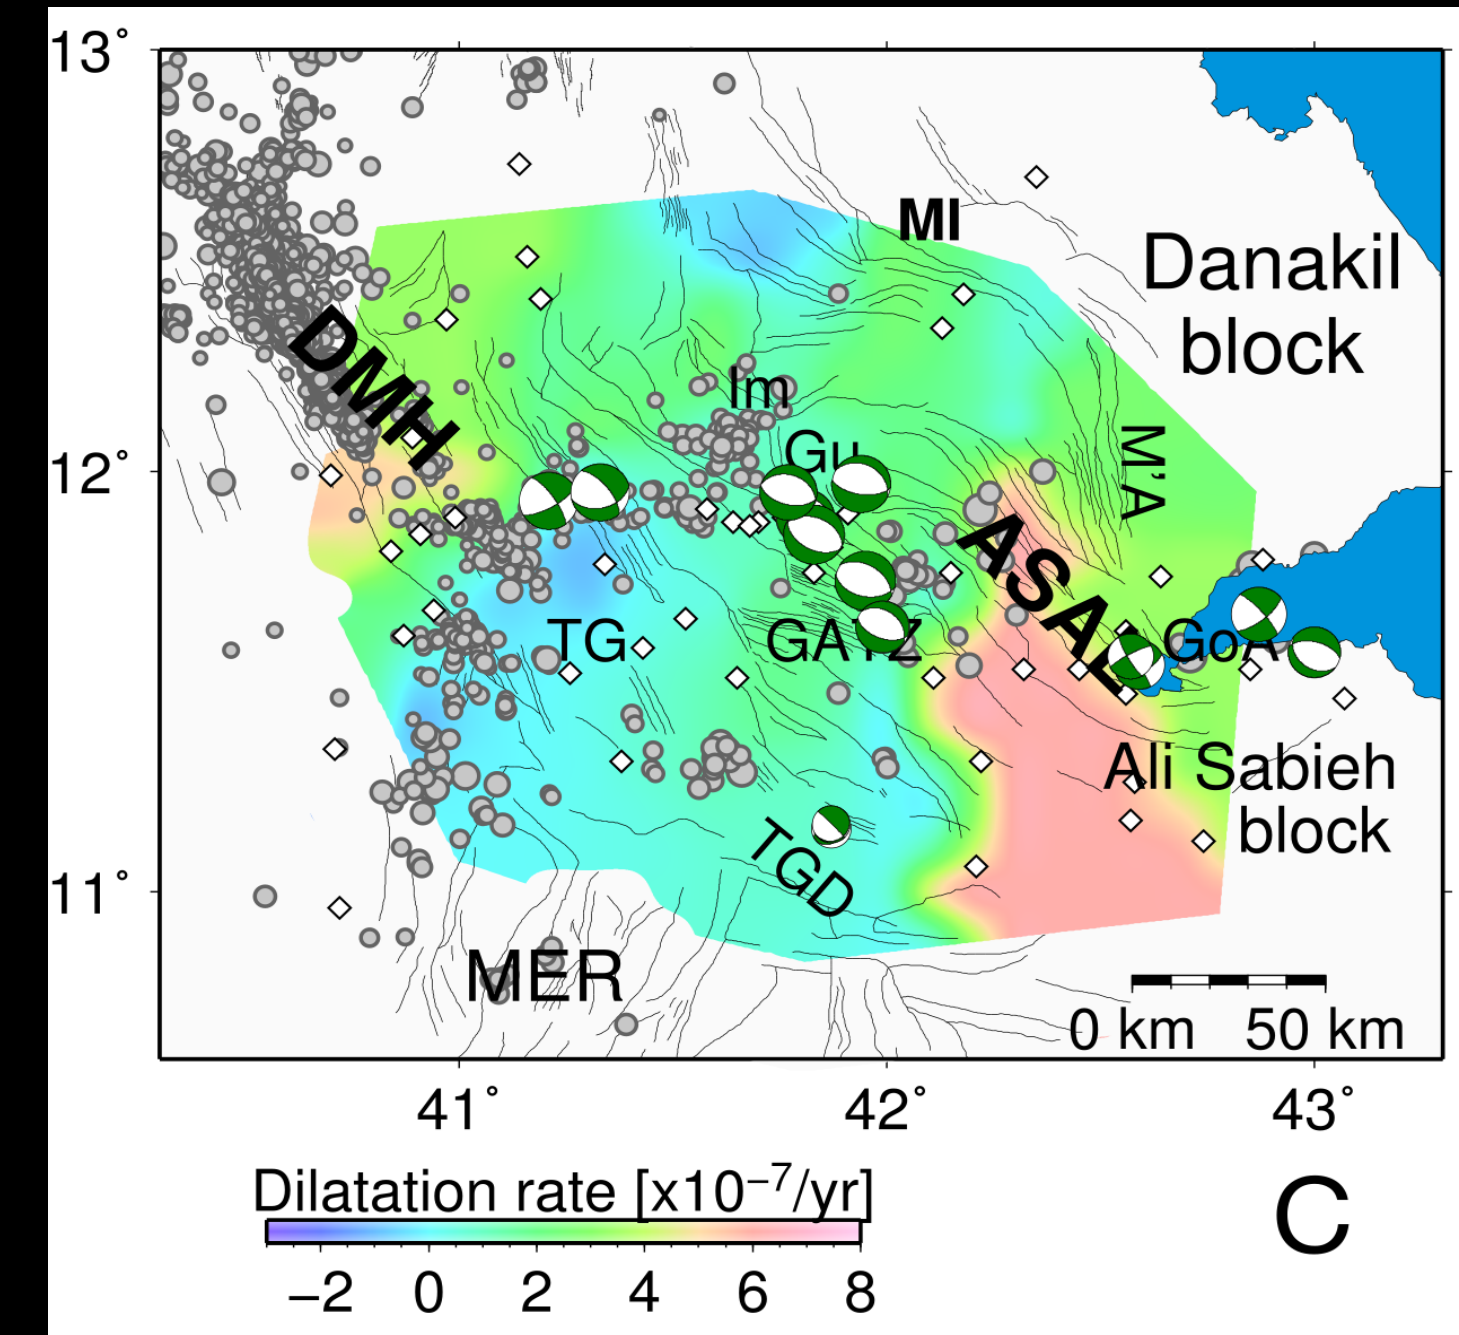 13°
MI
Danakil
block
DMH
Im
Gu
M'A
12°
ASAL
TG
GATZ
GoA
Ali Sabieh
block
TGD
11°
MER
0 km 50 km
41° 42° 43°
Dilatation rate [x10⁻⁷/yr]
−2 0 2 4 6 8
C